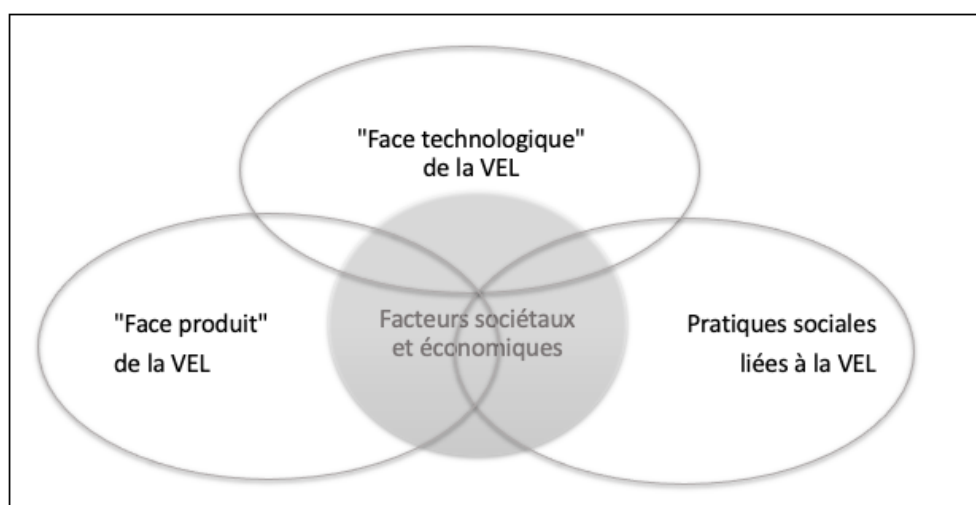 "Face technologique"
de la VEL
"Face produit"
de la VEL
Facteurs sociétaux
et économiques
Pratiques sociales
liées à la VEL